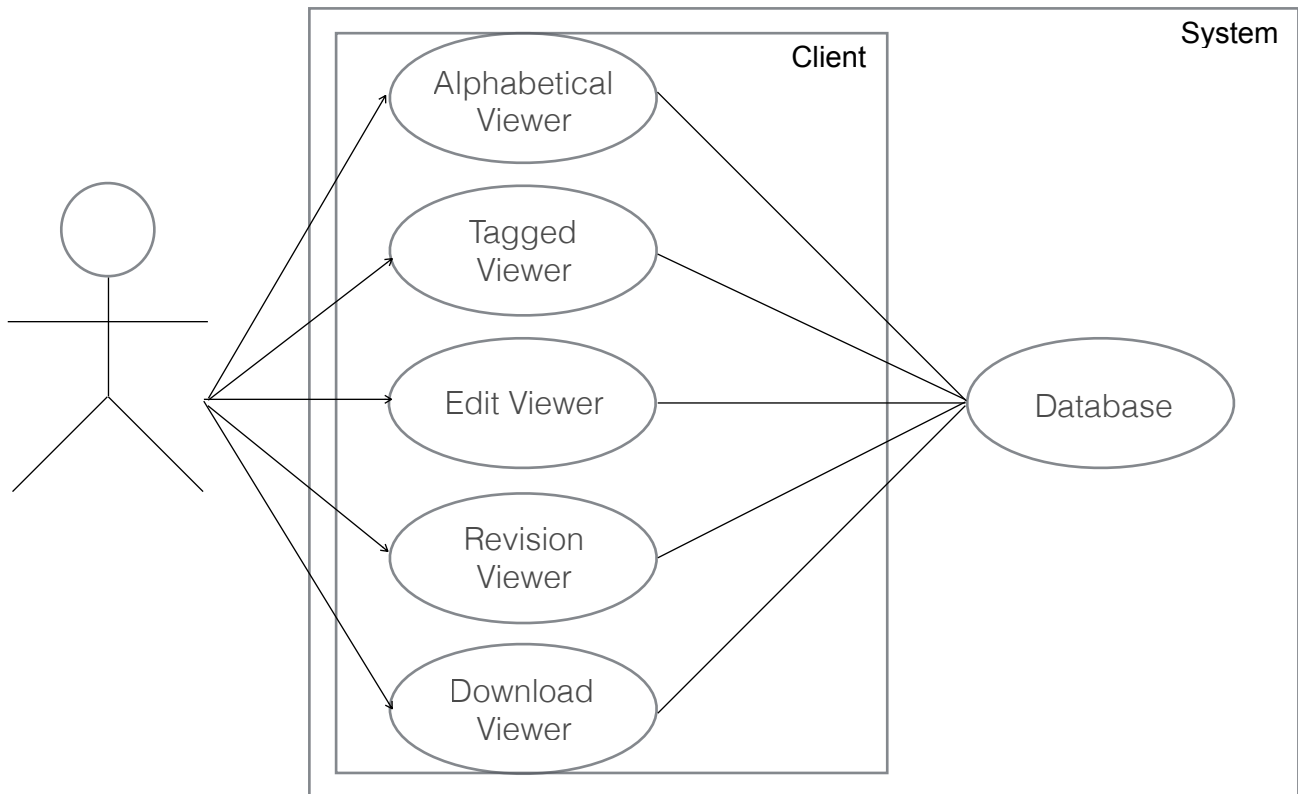 System
Client
Alphabetical
Viewer
Tagged
Viewer
Edit Viewer
Database
Revision
Viewer
Download
Viewer